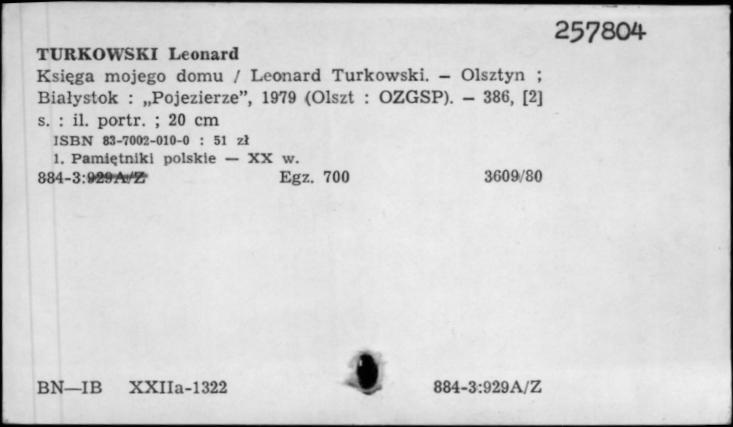 257804
TURKOWSKI Leonard
Księga mojego domu / Leonard Turkowski. — Olsztyn ;
Białystok : „Pojezierze”, 1979 (Olszt : OZGSP). — 386, [2]
s. : il. portr. ; 20 cm
ISBN 83-7002-010-0 : 51 zł
1. Pamiętniki polskie — XX w.
884-3:929A/Z Egz. 700 3609/80
BN—IB XXIIa-1322 884-3:929A/Z